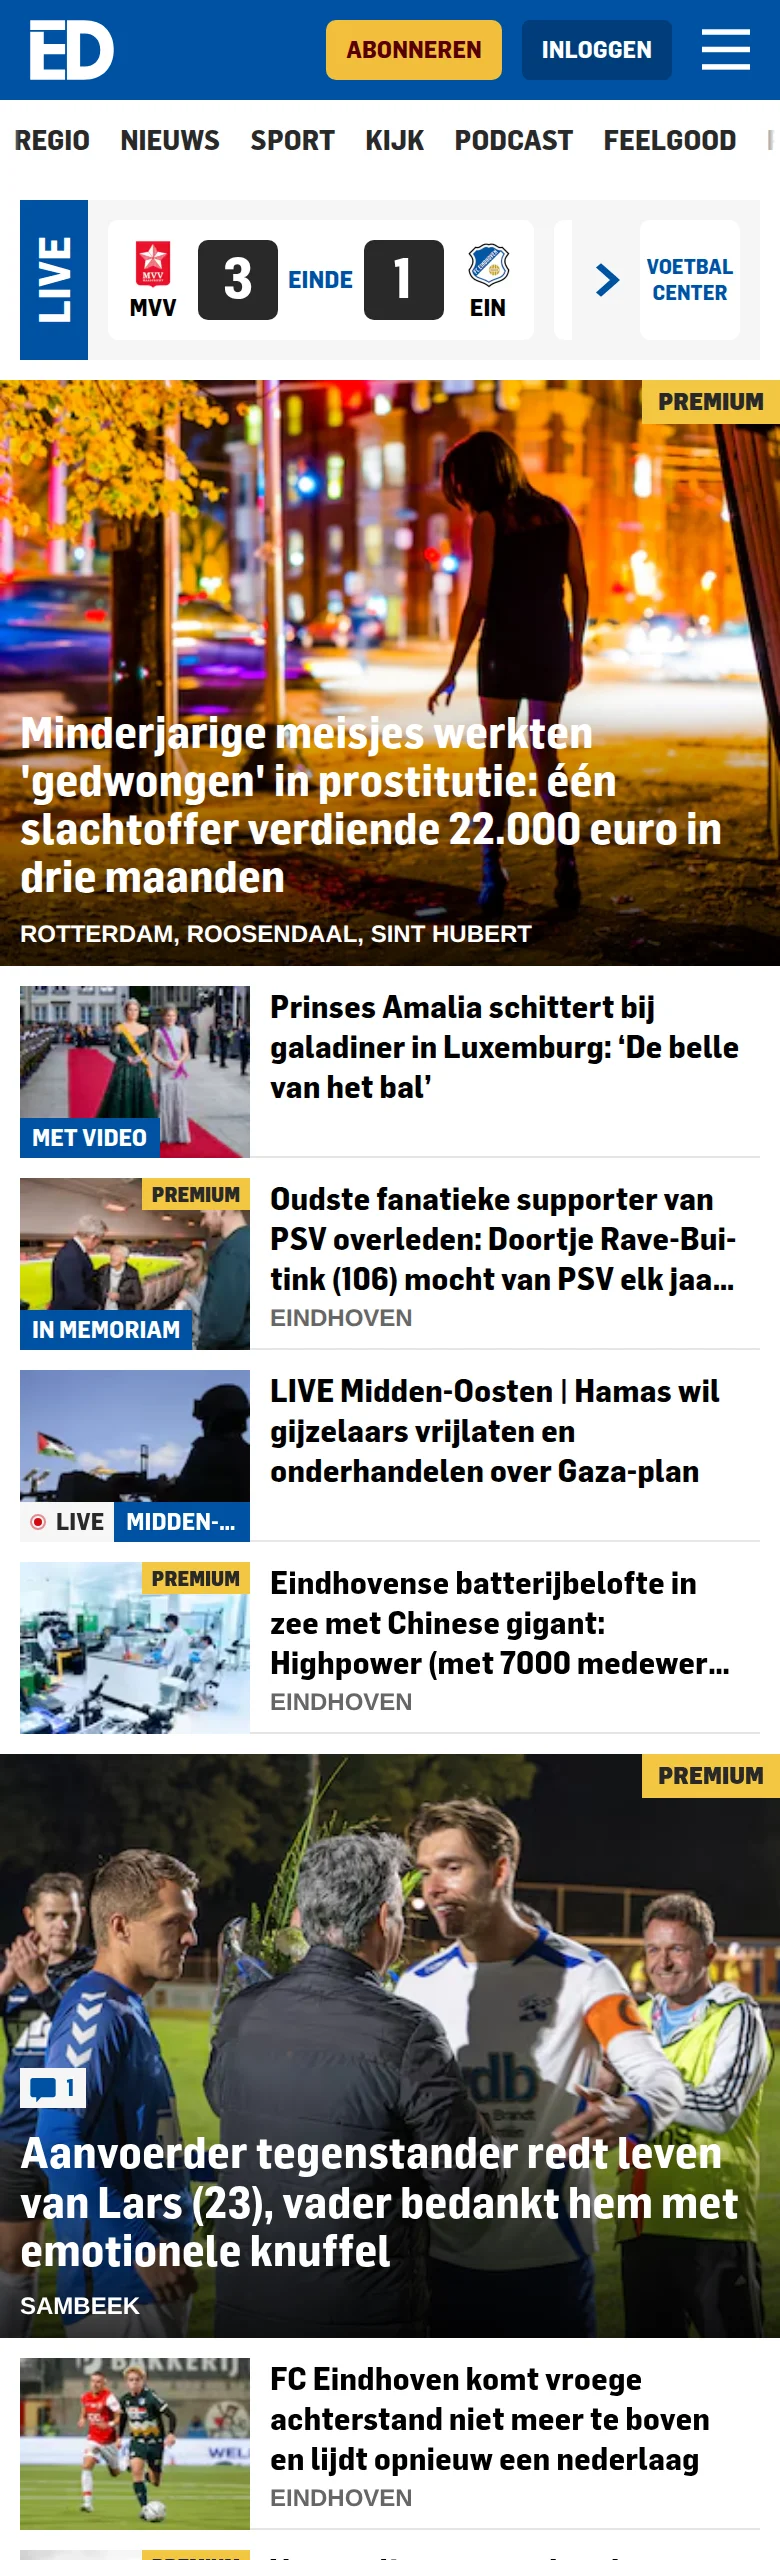 ED
ABONNEREN
INLOGGEN
REGIO NIEUWS SPORT KIJK PODCAST FEELGOOD
LIVE
MVV
MVV
3
EINDE
1
EIN
VOETBAL
CENTER
PREMIUM
Minderjarige meisjes werkten
'gedwongen' in prostitutie: één
slachtoffer verdiende 22.000 euro in
drie maanden
ROTTERDAM, ROOSENDAAL, SINT HUBERT
MET VIDEO
Prinses Amalia schittert bij
galadiner in Luxemburg: ‘De belle
van het bal’
PREMIUM
IN MEMORIAM
Oudste fanatieke supporter van
PSV overleden: Doortje Rave-Bui-
tink (106) mocht van PSV elk jaa...
EINDHOVEN
LIVE
MIDDEN-...
LIVE Midden-Oosten | Hamas wil
gijzelaars vrijlaten en
onderhandelen over Gaza-plan
PREMIUM
Eindhovense batterijbelofte in
zee met Chinese gigant:
Highpower (met 7000 medewer...
EINDHOVEN
PREMIUM
db
1
Aanvoerder tegenstander redt leven
van Lars (23), vader bedankt hem met
emotionele knuffel
SAMBEEK
BAKKERIJ
FC Eindhoven komt vroege
achterstand niet meer te boven
en lijdt opnieuw een nederlaag
EINDHOVEN